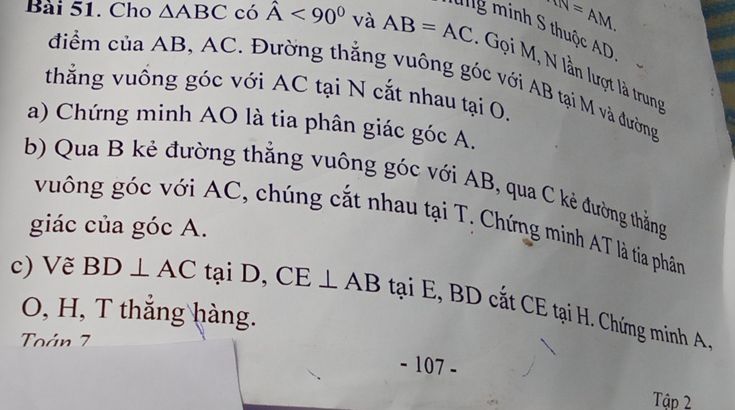 ung minh S thuộc AD.
N = AM.
Bài 51. Cho ΔABC có Â < 90⁰ và AB = AC. Gọi M, N lần lượt là trung
điểm của AB, AC. Đường thẳng vuông góc với AB tại M và đường
thẳng vuông góc với AC tại N cắt nhau tại O.
a) Chứng minh AO là tia phân giác góc A.
b) Qua B kẻ đường thẳng vuông góc với AB, qua C kẻ đường thẳng
vuông góc với AC, chúng cắt nhau tại T. Chứng minh AT là tia phân
giác của góc A.
c) Vẽ BD ⊥ AC tại D, CE ⊥ AB tại E, BD cắt CE tại H. Chứng minh A,
O, H, T thẳng hàng.
Toán 7
- 107 -
Tập 2